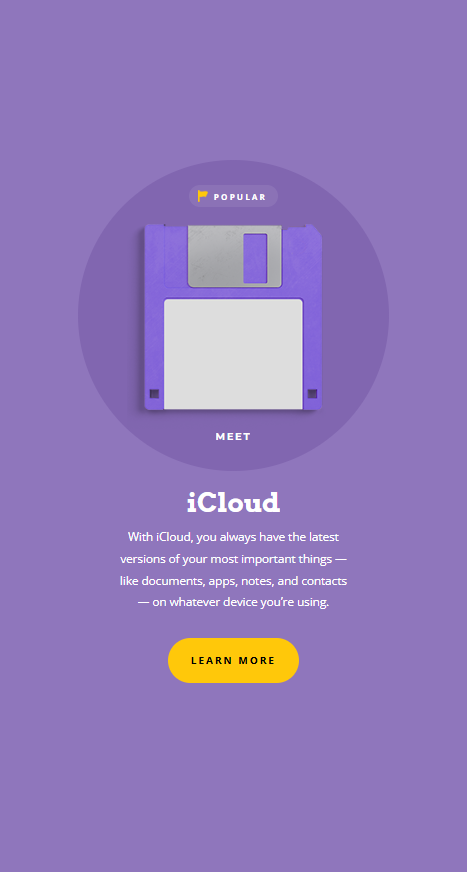 POPULAR
MEET
iCloud
With iCloud, you always have the latest
versions of your most important things —
like documents, apps, notes, and contacts
— on whatever device you’re using.
LEARN MORE